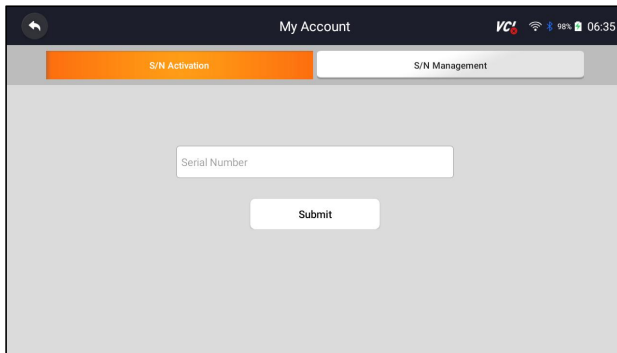 My Account VCI 98% 06:35
S/N Activation S/N Management
Serial Number
Submit